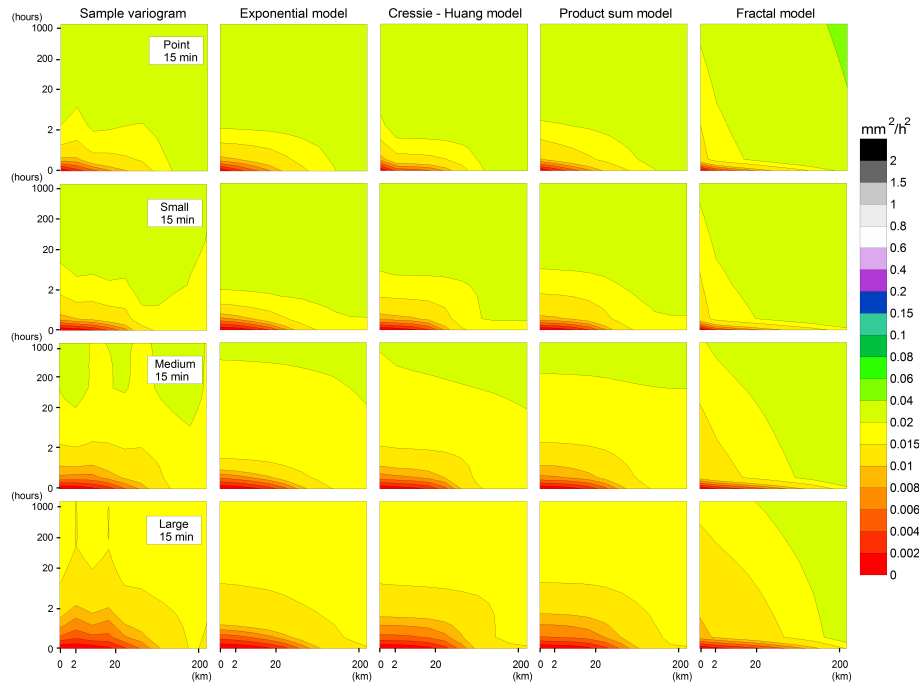 (hours) Sample variogram Exponential model Cressie - Huang model Product sum model Fractal model
1000
200
20
2
0
Point
15 min
(hours)
1000
200
20
2
0
Small
15 min
(hours)
1000
200
20
2
0
Medium
15 min
(hours)
1000
200
20
2
0
Large
15 min
0 2 20 200 0 2 20 200 0 2 20 200 0 2 20 200 0 2 20 200
(km) (km) (km) (km) (km)
mm²/h²
2
1.5
1
0.8
0.6
0.4
0.2
0.15
0.1
0.08
0.06
0.04
0.02
0.015
0.01
0.008
0.006
0.004
0.002
0